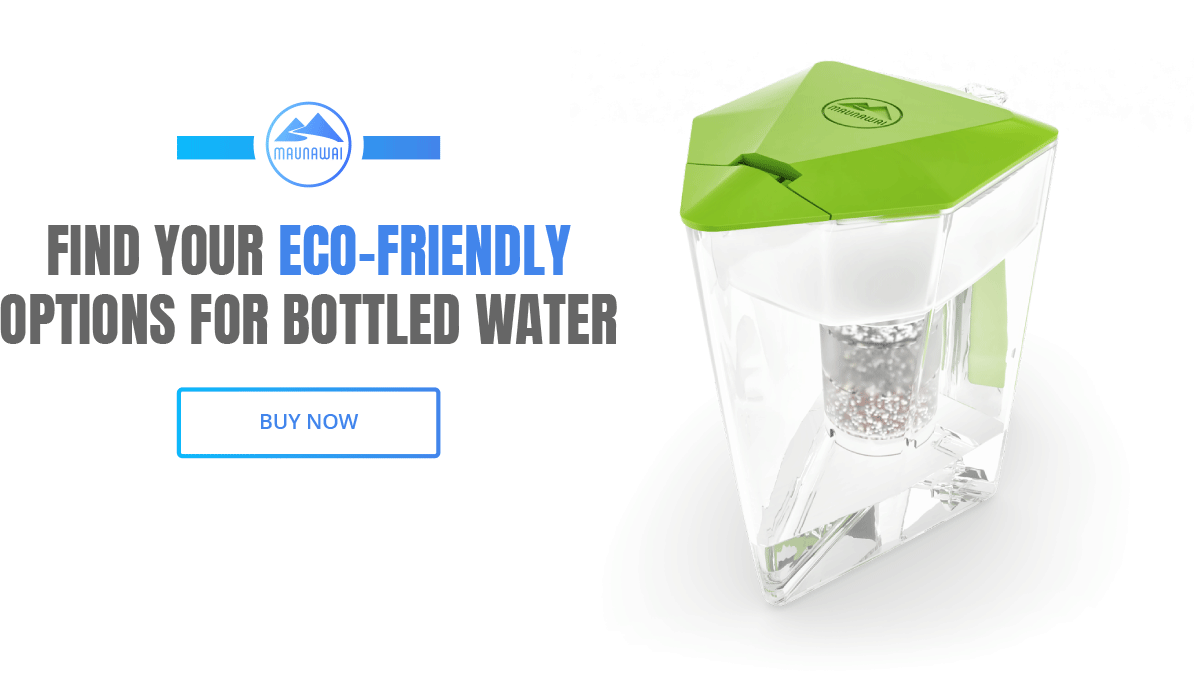 MAUNAWAI
FIND YOUR ECO-FRIENDLY
OPTIONS FOR BOTTLED WATER
BUY NOW
MAUNAWAI